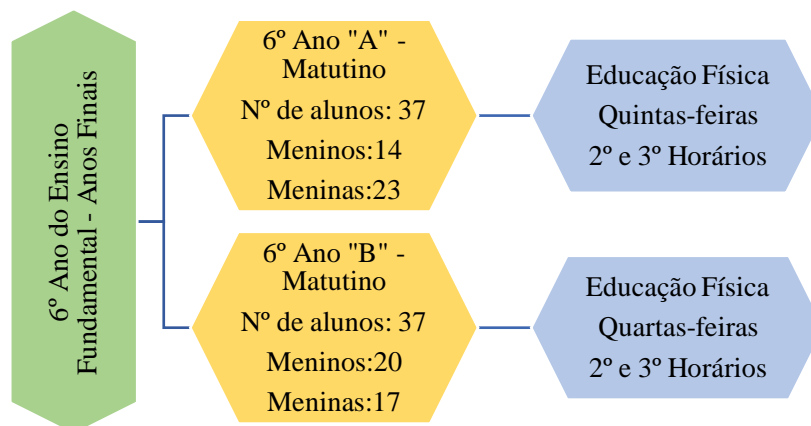 6º Ano do Ensino
Fundamental - Anos Finais
6º Ano "A" -
Matutino
Nº de alunos: 37
Meninos:14
Meninas:23
Educação Física
Quintas-feiras
2º e 3º Horários
6º Ano "B" -
Matutino
Nº de alunos: 37
Meninos:20
Meninas:17
Educação Física
Quartas-feiras
2º e 3º Horários